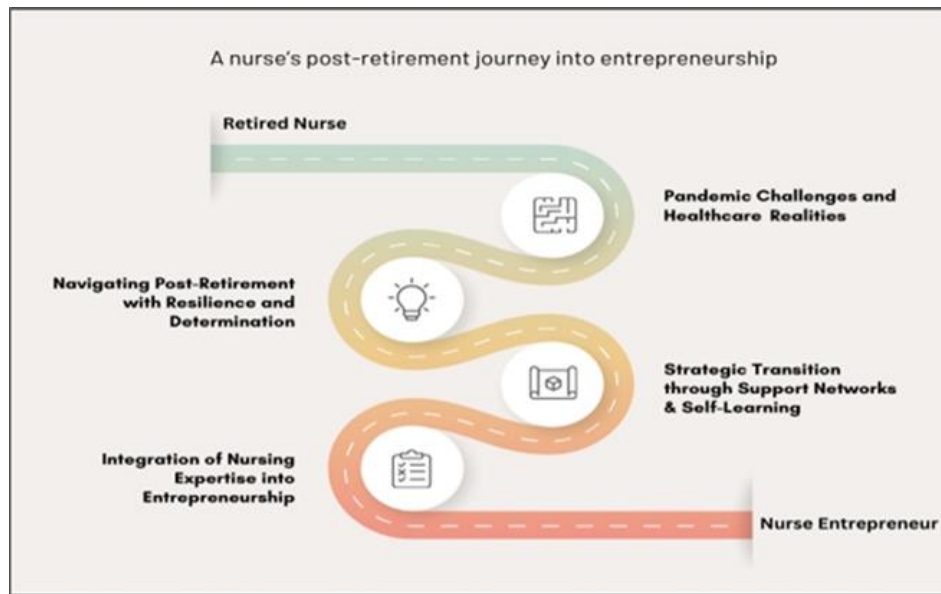 A nurse's post-retirement journey into entrepreneurship
Retired Nurse
Pandemic Challenges and
Healthcare Realities
Navigating Post-Retirement
with Resilience and
Determination
Strategic Transition
through Support Networks
& Self-Learning
Integration of Nursing
Expertise into
Entrepreneurship
Nurse Entrepreneur